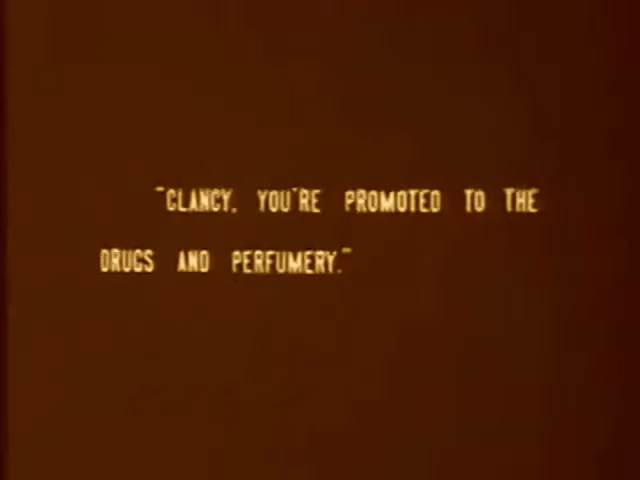 "CLANCY, YOU'RE PROMOTED TO THE
DRUGS AND PERFUMERY."